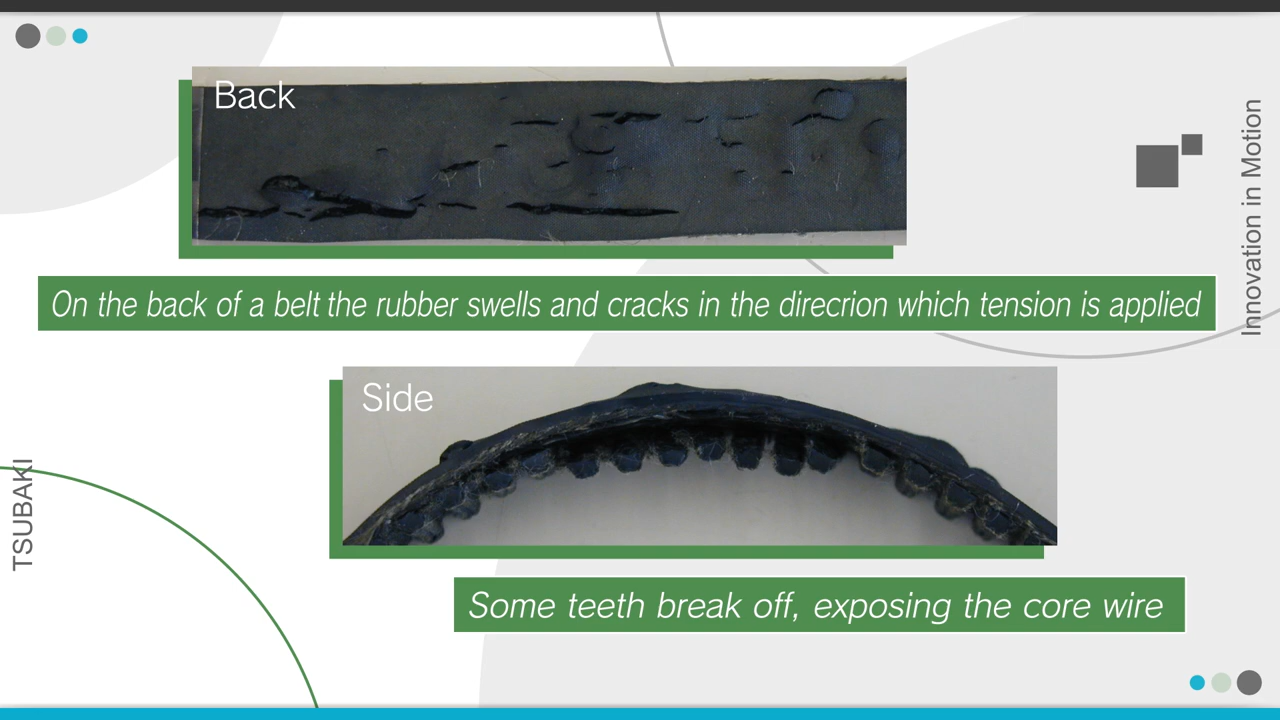 Back
On the back of a belt the rubber swells and cracks in the direcrion which tension is applied
Side
Some teeth break off, exposing the core wire
Innovation in Motion
TSUBAKI